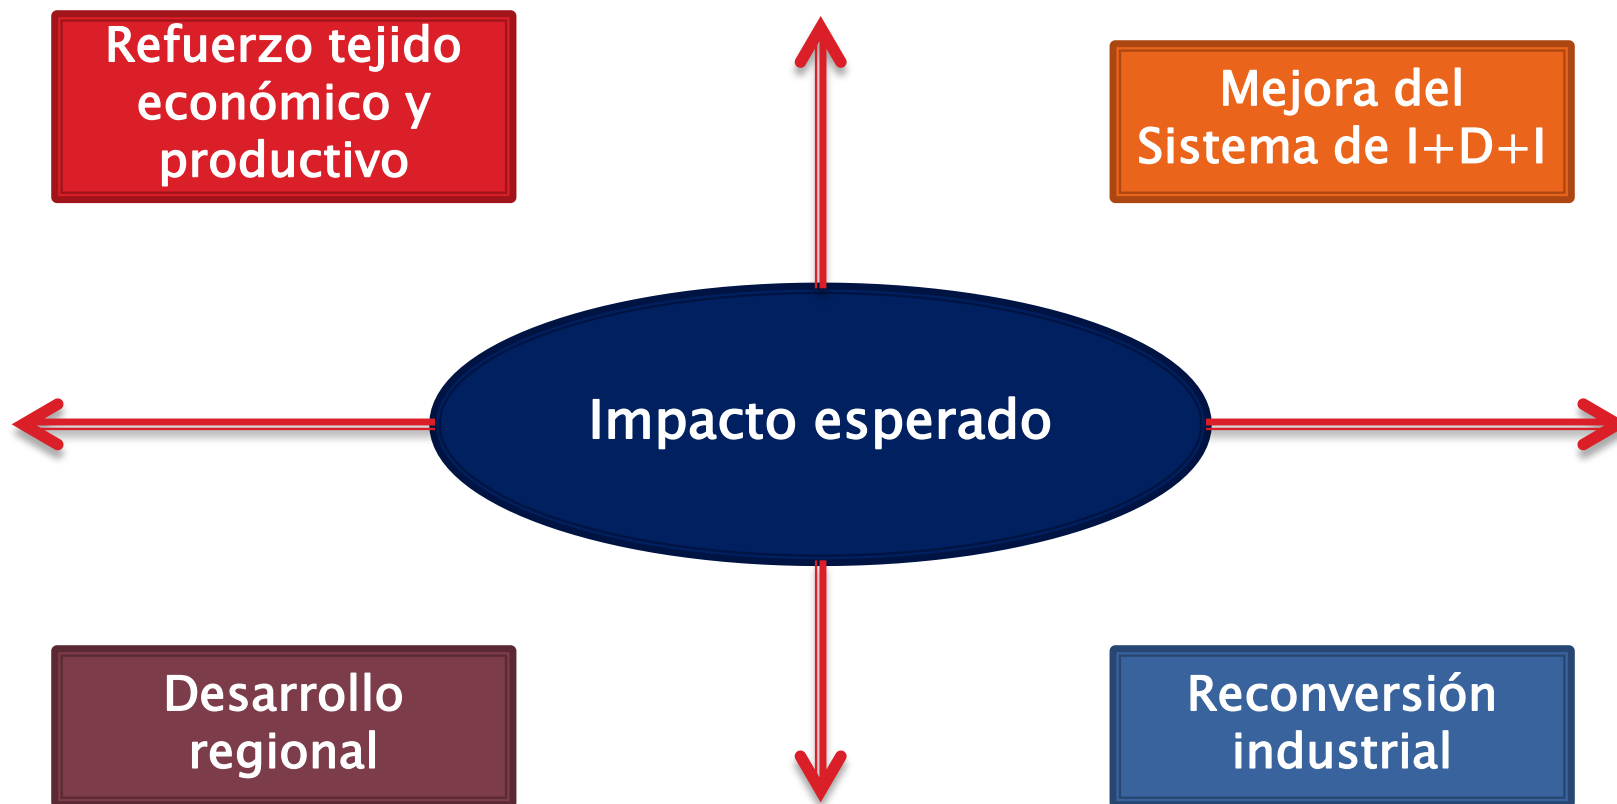 Refuerzo tejido
económico y
productivo
Mejora del
Sistema de I+D+I
Impacto esperado
Desarrollo
regional
Reconversión
industrial